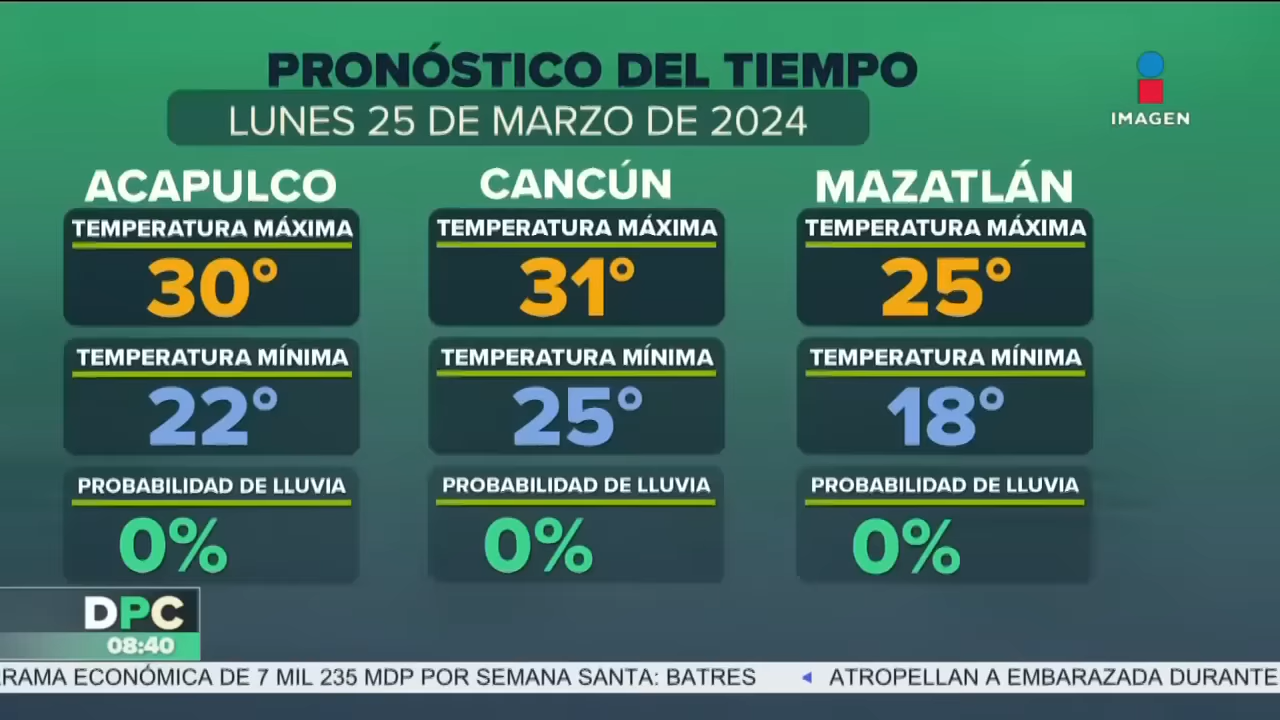 PRONÓSTICO DEL TIEMPO
LUNES 25 DE MARZO DE 2024
IMAGEN
ACAPULCO
TEMPERATURA MÁXIMA
30°
TEMPERATURA MÍNIMA
22°
PROBABILIDAD DE LLUVIA
0%
CANCÚN
TEMPERATURA MÁXIMA
31°
TEMPERATURA MÍNIMA
25°
PROBABILIDAD DE LLUVIA
0%
MAZATLÁN
TEMPERATURA MÁXIMA
25°
TEMPERATURA MÍNIMA
18°
PROBABILIDAD DE LLUVIA
0%
DPC
08:40
RAMA ECONÓMICA DE 7 MIL 235 MDP POR SEMANA SANTA: BATRES ATROPELLAN A EMBARAZADA DURANTE